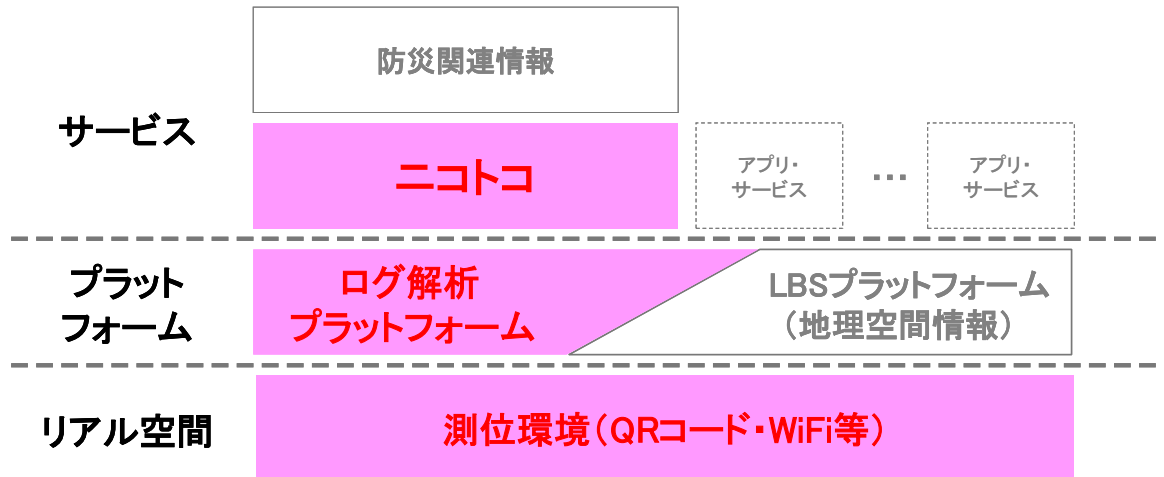 防災関連情報
サービス
ニコトコ
アプリ・
サービス
…
アプリ・
サービス
プラット
フォーム
ログ解析
プラットフォーム
LBSプラットフォーム
（地理空間情報）
リアル空間
測位環境（QRコード・WiFi等）